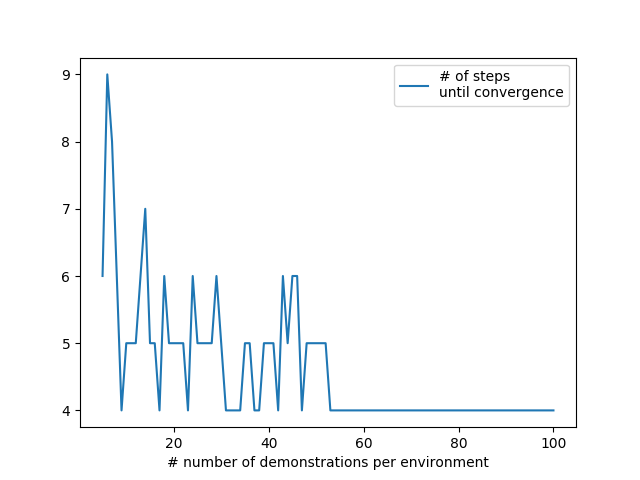 9
8
7
6
5
4
20 40 60 80 100
# number of demonstrations per environment
# of steps
until convergence